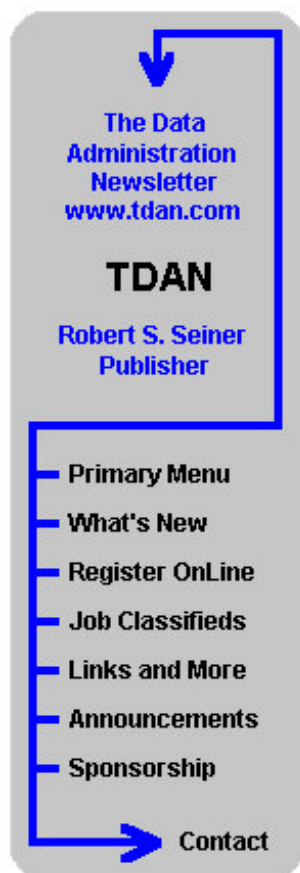 The Data
Administration
Newsletter
www.tdan.com
TDAN
Robert S. Seiner
Publisher
Primary Menu
What's New
Register OnLine
Job Classifieds
Links and More
Announcements
Sponsorship
Contact